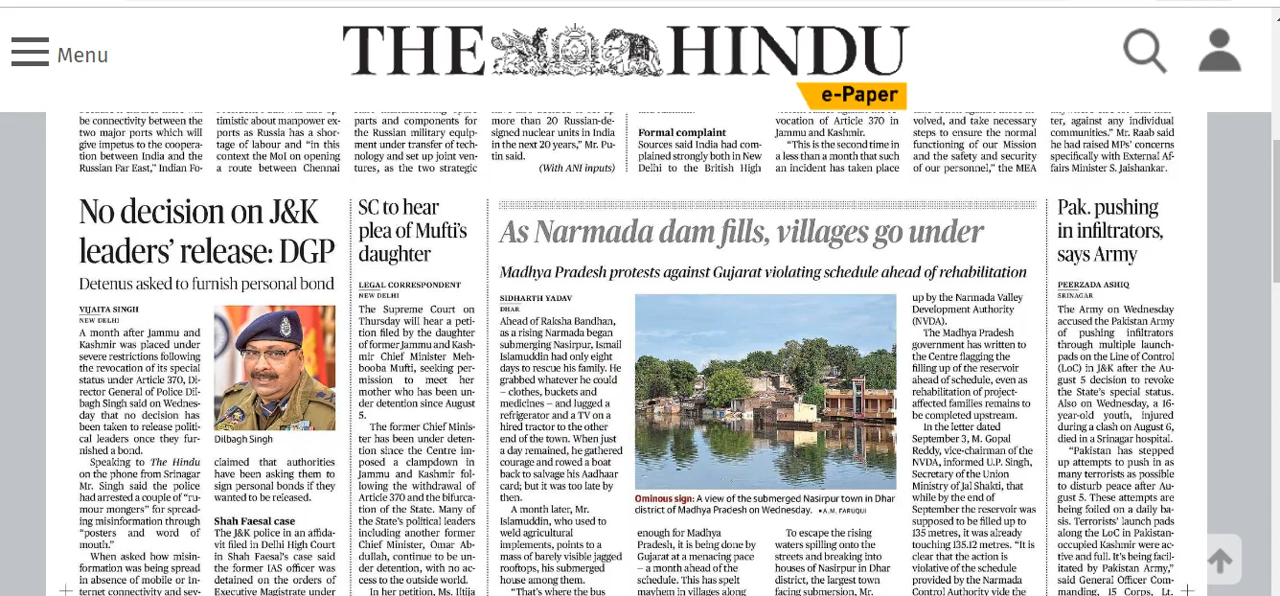 Menu
THE HINDU
e-Paper
be connectivity between the
two major ports which will
give impetus to the coopera-
tion between India and the
Russian Far East," Indian Fo-
timistic about manpower ex-
ports as Russia has a shor-
tage of labour and "in this
context the MoI on opening
a route between Chennai
parts and components for
the Russian military equip-
ment under transfer of tech-
nology and set up joint ven-
tures, as the two strategic
more than 20 Russian-de-
signed nuclear units in India
in the next 20 years," Mr. Pu-
tin said.
(With ANI inputs)
Formal complaint
Sources said India had com-
plained strongly both in New
Delhi to the British High
vocation of Article 370 in
Jammu and Kashmir.
"This is the second time in
a less than a month that such
an incident has taken place
volved, and take necessary
steps to ensure the normal
functioning of our Mission
and the safety and security
of our personnel," the MEA
ter, against any individual
communities." Mr. Raab said
he had raised MPs' concerns
specifically with External Af-
fairs Minister S. Jaishankar.
No decision on J&K
leaders' release: DGP
Detenus asked to furnish personal bond
VIJAITA SINGH
NEW DELHI
A month after Jammu and
Kashmir was placed under
severe restrictions following
the revocation of its special
status under Article 370, Di-
rector General of Police Dil-
bagh Singh said on Wednes-
day that no decision has
been taken to release politi-
cal leaders once they fur-
nished a bond.
Speaking to The Hindu
on the phone from Srinagar
Mr. Singh said the police
had arrested a couple of "ru-
mour mongers" for spread-
ing misinformation through
"posters and word of
mouth."
When asked how misin-
formation was being spread
in absence of mobile or In-
ternet connectivity and sev-
Dilbagh Singh
claimed that authorities
have been asking them to
sign personal bonds if they
wanted to be released.
Shah Faesal case
The J&K police in an affida-
vit filed in Delhi High Court
in Shah Faesal's case said
the former IAS officer was
detained on the orders of
Executive Magistrate under
SC to hear
plea of Mufti's
daughter
LEGAL CORRESPONDENT
NEW DELHI
The Supreme Court on
Thursday will hear a peti-
tion filed by the daughter
of former Jammu and Kash-
mir Chief Minister Meh-
booba Mufti, seeking per-
mission to meet her
mother who has been un-
der detention since August
5.
The former Chief Minis-
ter has been under deten-
tion since the Centre im-
posed a clampdown in
Jammu and Kashmir fol-
lowing the withdrawal of
Article 370 and the bifurca-
tion of the State. Many of
the State's political leaders
including another former
Chief Minister, Omar Ab-
dullah, continue to be un-
der detention, with no ac-
cess to the outside world.
In her petition, Ms. Iltija
As Narmada dam fills, villages go under
Madhya Pradesh protests against Gujarat violating schedule ahead of rehabilitation
SIDHARTH YADAV
DHAR
Ahead of Raksha Bandhan,
as a rising Narmada began
submerging Nasirpur, Ismail
Islamuddin had only eight
days to rescue his family. He
grabbed whatever he could
– clothes, buckets and
medicines – and lugged a
refrigerator and a TV on a
hired tractor to the other
end of the town. When just
a day remained, he gathered
courage and rowed a boat
back to salvage his Aadhaar
card; but it was too late by
then.
A month later, Mr.
Islamuddin, who used to
weld agricultural
implements, points to a
mass of barely visible jagged
rooftops, his submerged
house among them.
"That's where the bus
Ominous sign: A view of the submerged Nasirpur town in Dhar
district of Madhya Pradesh on Wednesday. ▪ A.M. FARUQUI
enough for Madhya
Pradesh, it is being done by
Gujarat at a menacing pace
– a month ahead of the
schedule. This has spelt
mayhem in villages along
To escape the rising
waters spilling onto the
streets and breaking into
houses of Nasirpur in Dhar
district, the largest town
facing submersion, Mr.
up by the Narmada Valley
Development Authority
(NVDA).
The Madhya Pradesh
government has written to
the Centre flagging the
filling up of the reservoir
ahead of schedule, even as
rehabilitation of project-
affected families remains to
be completed upstream.
In the letter dated
September 3, M. Gopal
Reddy, vice-chairman of the
NVDA, informed U.P. Singh,
Secretary of the Union
Ministry of Jal Shakti, that
while by the end of
September the reservoir was
supposed to be filled up to
135 metres, it was already
touching 135.12 metres. "It is
clear that the action is
violative of the schedule
provided by the Narmada
Control Authority vide the
Pak. pushing
in infiltrators,
says Army
PEERZADA ASHIQ
SRINAGAR
The Army on Wednesday
accused the Pakistan Army
of pushing infiltrators
through multiple launch-
pads on the Line of Control
(LoC) in J&K after the Au-
gust 5 decision to revoke
the State's special status.
Also on Wednesday, a 16-
year-old youth, injured
during a clash on August 6,
died in a Srinagar hospital.
"Pakistan has stepped
up attempts to push in as
many terrorists as possible
to disturb peace after Au-
gust 5. These attempts are
being foiled on a daily ba-
sis. Terrorists' launch pads
along the LoC in Pakistan-
occupied Kashmir were ac-
tive and full. It's being facil-
itated by Pakistan Army,"
said General Officer Com-
manding, 15 Corps, Lt.